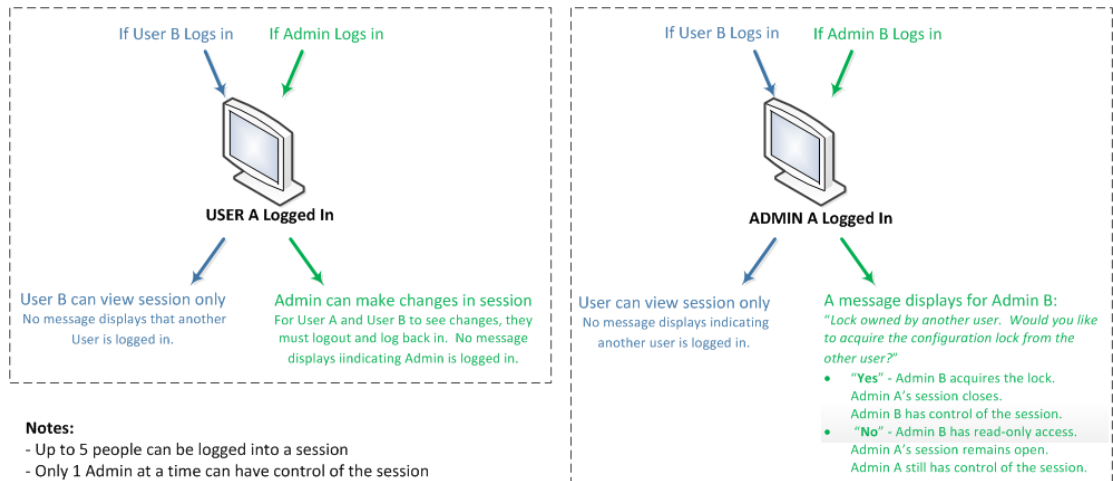 If User B Logs in
If Admin Logs in
USER A Logged In
User B can view session only
No message displays that another
User is logged in.
Admin can make changes in session
For User A and User B to see changes, they
must logout and log back in.  No message
displays iindicating Admin is logged in.
Notes:
- Up to 5 people can be logged into a session
- Only 1 Admin at a time can have control of the session
If User B Logs in
If Admin B Logs in
ADMIN A Logged In
User can view session only
No message displays indicating
another user is logged in.
A message displays for Admin B:
“Lock owned by another user.  Would you like
to acquire the configuration lock from the
other user?”
• “Yes” - Admin B acquires the lock.
Admin A’s session closes.
Admin B has control of the session.
• “No” - Admin B has read-only access.
Admin A’s session remains open.
Admin A still has control of the session.